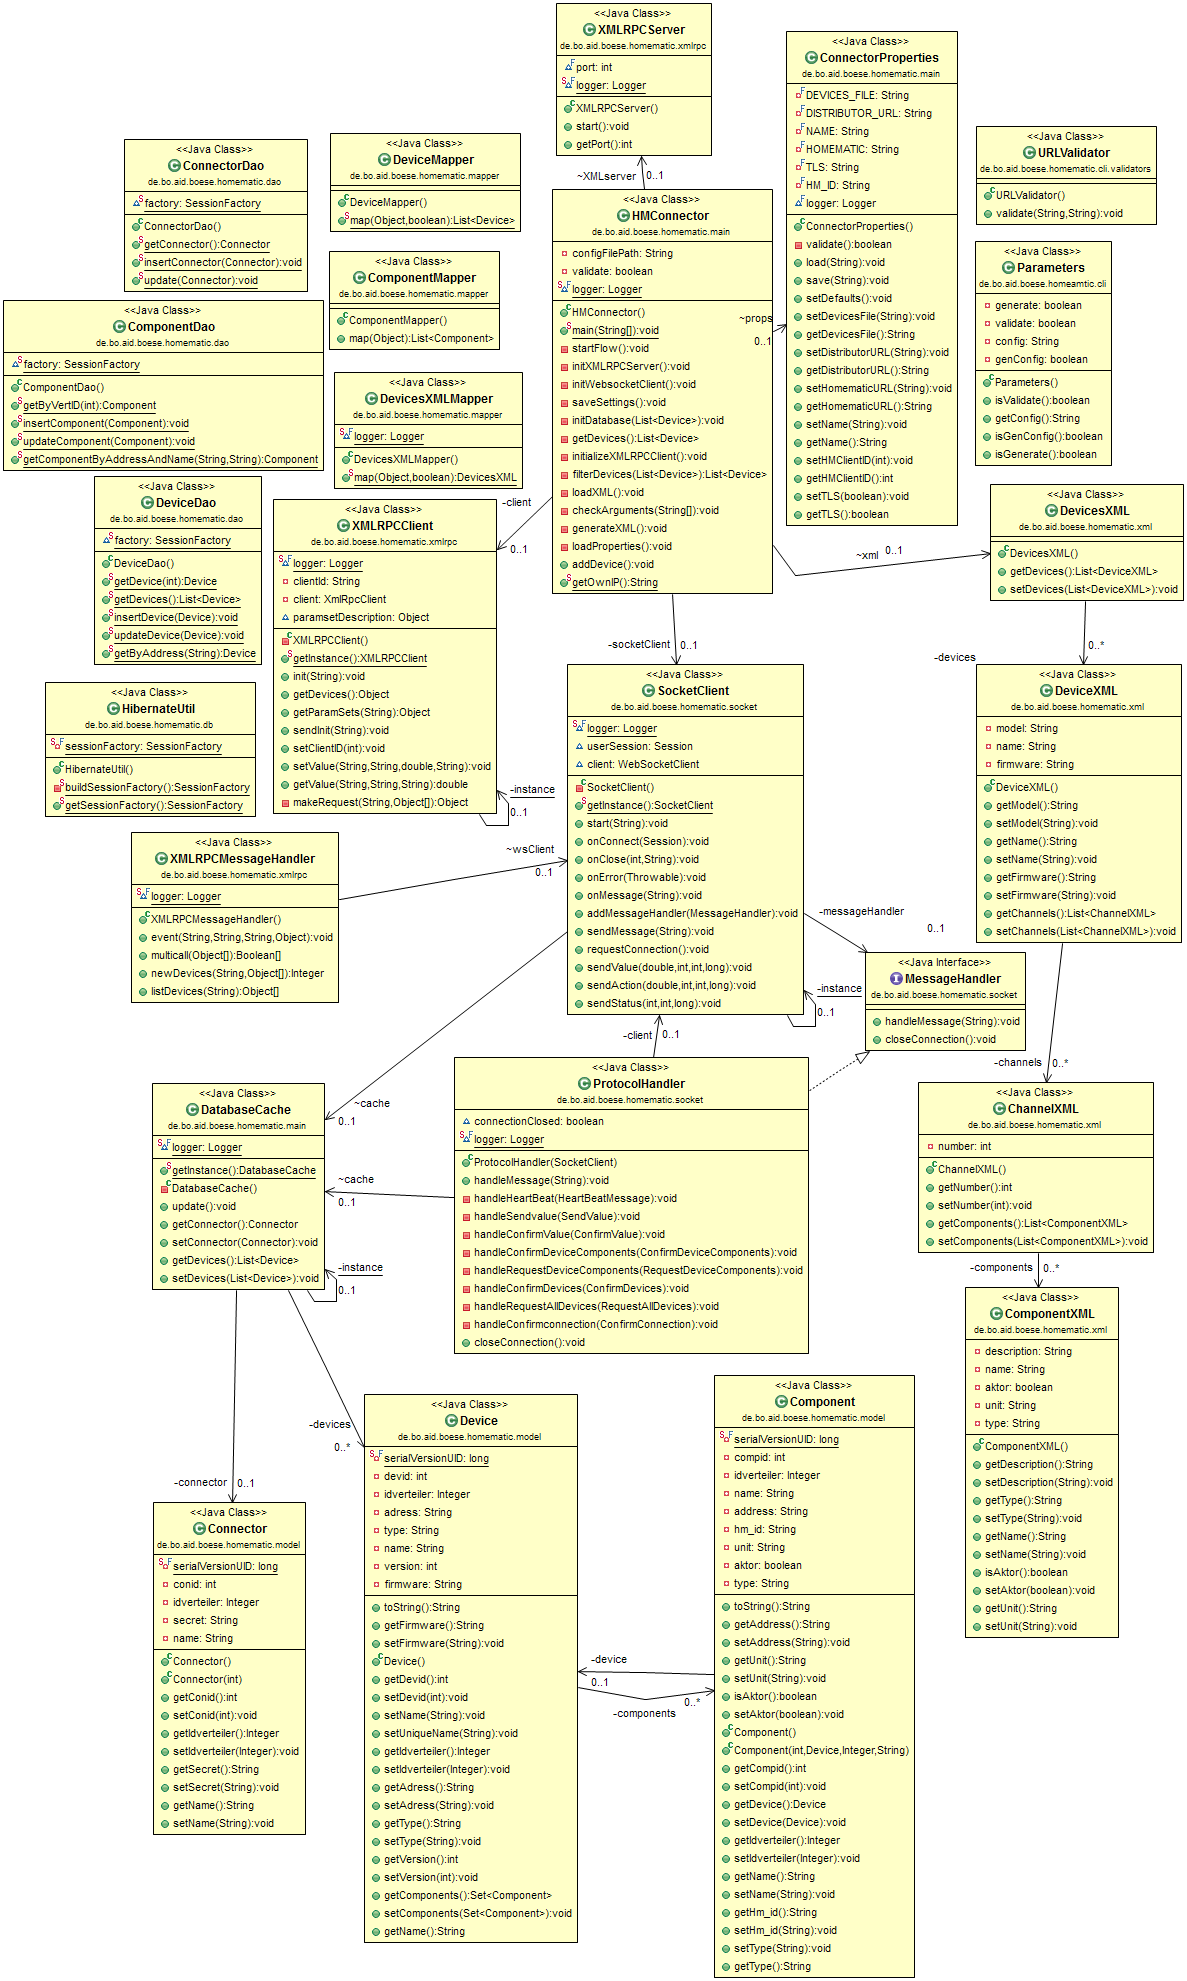 <<Java Class>>
XMLRPCServer
de.bo.aid.boese.homematic.xmlrpc
port: int
logger: Logger
XMLRPCServer()
start():void
getPort():int
<<Java Class>>
ConnectorProperties
de.bo.aid.boese.homematic.main
DEVICES_FILE: String
DISTRIBUTOR_URL: String
NAME: String
HOMEMATIC: String
TLS: String
HM_ID: String
logger: Logger
ConnectorProperties()
validate():boolean
load(String):void
save(String):void
setDefaults():void
setDevicesFile(String):void
getDevicesFile():String
setDistributorURL(String):void
getDistributorURL():String
setHomematicURL(String):void
getHomematicURL():String
setName(String):void
getName():String
setHMClientID(int):void
getHMClientID():int
setTLS(boolean):void
getTLS():boolean
<<Java Class>>
ConnectorDao
de.bo.aid.boese.homematic.dao
factory: SessionFactory
ConnectorDao()
getConnector():Connector
insertConnector(Connector):void
update(Connector):void
<<Java Class>>
DeviceMapper
de.bo.aid.boese.homematic.mapper
DeviceMapper()
map(Object,boolean):List<Device>
<<Java Class>>
URLValidator
de.bo.aid.boese.homematic.cli.validators
URLValidator()
validate(String,String):void
~XMLserver
0..1
<<Java Class>>
HMConnector
de.bo.aid.boese.homematic.main
configFilePath: String
validate: boolean
logger: Logger
HMConnector()
main(String[]):void
startFlow():void
initXMLRPCServer():void
initWebsocketClient():void
saveSettings():void
initDatabase(List<Device>):void
getDevices():List<Device>
initializeXMLRPCClient():void
filterDevices(List<Device>):List<Device>
loadXML():void
checkArguments(String[]):void
generateXML():void
loadProperties():void
addDevice():void
getOwnIP():String
~props
0..1
<<Java Class>>
ComponentMapper
de.bo.aid.boese.homematic.mapper
ComponentMapper()
map(Object):List<Component>
<<Java Class>>
Parameters
de.bo.aid.boese.homeamtic.cli
generate: boolean
validate: boolean
config: String
genConfig: boolean
Parameters()
isValidate():boolean
getConfig():String
isGenConfig():boolean
isGenerate():boolean
<<Java Class>>
ComponentDao
de.bo.aid.boese.homematic.dao
factory: SessionFactory
ComponentDao()
getByVertID(int):Component
insertComponent(Component):void
updateComponent(Component):void
getComponentByAddressAndName(String,String):Component
<<Java Class>>
DevicesXMLMapper
de.bo.aid.boese.homematic.mapper
logger: Logger
DevicesXMLMapper()
map(Object,boolean):DevicesXML
<<Java Class>>
DeviceDao
de.bo.aid.boese.homematic.dao
factory: SessionFactory
DeviceDao()
getDevice(int):Device
getDevices():List<Device>
insertDevice(Device):void
updateDevice(Device):void
getByAddress(String):Device
-client
0..1
<<Java Class>>
XMLRPCClient
de.bo.aid.boese.homematic.xmlrpc
logger: Logger
clientId: String
client: XmlRpcClient
paramsetDescription: Object
XMLRPCClient()
getInstance():XMLRPCClient
init(String):void
getDevices():Object
getParamSets(String):Object
sendInit(String):void
setClientID(int):void
setValue(String,String,double,String):void
getValue(String,String,String):double
makeRequest(String,Object[]):Object
-instance
0..1
~xml
0..1
<<Java Class>>
DevicesXML
de.bo.aid.boese.homematic.xml
DevicesXML()
getDevices():List<DeviceXML>
setDevices(List<DeviceXML>):void
-devices
0..*
-socketClient
0..1
<<Java Class>>
HibernateUtil
de.bo.aid.boese.homematic.db
sessionFactory: SessionFactory
HibernateUtil()
buildSessionFactory():SessionFactory
getSessionFactory():SessionFactory
<<Java Class>>
SocketClient
de.bo.aid.boese.homematic.socket
logger: Logger
userSession: Session
client: WebSocketClient
SocketClient()
getInstance():SocketClient
start(String):void
onConnect(Session):void
onClose(int,String):void
onError(Throwable):void
onMessage(String):void
addMessageHandler(MessageHandler):void
sendMessage(String):void
requestConnection():void
sendValue(double,int,int,long):void
sendAction(double,int,int,long):void
sendStatus(int,int,long):void
-instance
0..1
<<Java Class>>
DeviceXML
de.bo.aid.boese.homematic.xml
model: String
name: String
firmware: String
DeviceXML()
getModel():String
setModel(String):void
getName():String
setName(String):void
getFirmware():String
setFirmware(String):void
getChannels():List<ChannelXML>
setChannels(List<ChannelXML>):void
<<Java Class>>
XMLRPCMessageHandler
de.bo.aid.boese.homematic.xmlrpc
logger: Logger
XMLRPCMessageHandler()
event(String,String,String,Object):void
multicall(Object[]):Boolean[]
newDevices(String,Object[]):Integer
listDevices(String):Object[]
~wsClient
0..1
-messageHandler
0..1
<<Java Interface>>
MessageHandler
de.bo.aid.boese.homematic.socket
handleMessage(String):void
closeConnection():void
-channels
0..*
-client
0..1
<<Java Class>>
ProtocolHandler
de.bo.aid.boese.homematic.socket
connectionClosed: boolean
logger: Logger
ProtocolHandler(SocketClient)
handleMessage(String):void
handleHeartBeat(HeartBeatMessage):void
handleSendvalue(SendValue):void
handleConfirmValue(ConfirmValue):void
handleConfirmDeviceComponents(ConfirmDeviceComponents):void
handleRequestDeviceComponents(RequestDeviceComponents):void
handleConfirmDevices(ConfirmDevices):void
handleRequestAllDevices(RequestAllDevices):void
handleConfirmconnection(ConfirmConnection):void
closeConnection():void
<<Java Class>>
ChannelXML
de.bo.aid.boese.homematic.xml
number: int
ChannelXML()
getNumber():int
setNumber(int):void
getComponents():List<ComponentXML>
setComponents(List<ComponentXML>):void
<<Java Class>>
DatabaseCache
de.bo.aid.boese.homematic.main
logger: Logger
getInstance():DatabaseCache
DatabaseCache()
update():void
getConnector():Connector
setConnector(Connector):void
getDevices():List<Device>
setDevices(List<Device>):void
~cache
0..1
~cache
0..1
-instance
0..1
-components
0..*
<<Java Class>>
ComponentXML
de.bo.aid.boese.homematic.xml
description: String
name: String
aktor: boolean
unit: String
type: String
ComponentXML()
getDescription():String
setDescription(String):void
getType():String
setType(String):void
getName():String
setName(String):void
isAktor():boolean
setAktor(boolean):void
getUnit():String
setUnit(String):void
-devices
0..*
-connector
0..1
<<Java Class>>
Device
de.bo.aid.boese.homematic.model
serialVersionUID: long
devid: int
idverteiler: Integer
adress: String
type: String
name: String
version: int
firmware: String
toString():String
getFirmware():String
setFirmware(String):void
Device()
getDevid():int
setDevid(int):void
setName(String):void
setUniqueName(String):void
getIdverteiler():Integer
setIdverteiler(Integer):void
getAdress():String
setAdress(String):void
getType():String
setType(String):void
getVersion():int
setVersion(int):void
getComponents():Set<Component>
setComponents(Set<Component>):void
getName():String
<<Java Class>>
Component
de.bo.aid.boese.homematic.model
serialVersionUID: long
compid: int
idverteiler: Integer
name: String
address: String
hm_id: String
unit: String
aktor: boolean
type: String
toString():String
getAddress():String
setAddress(String):void
getUnit():String
setUnit(String):void
isAktor():boolean
setAktor(boolean):void
Component()
Component(int,Device,Integer,String)
getCompid():int
setCompid(int):void
getDevice():Device
setDevice(Device):void
getIdverteiler():Integer
setIdverteiler(Integer):void
getName():String
setName(String):void
getHm_id():String
setHm_id(String):void
setType(String):void
getType():String
-device
0..1
0..*
-components
<<Java Class>>
Connector
de.bo.aid.boese.homematic.model
serialVersionUID: long
conid: int
idverteiler: Integer
secret: String
name: String
Connector()
Connector(int)
getConid():int
setConid(int):void
getIdverteiler():Integer
setIdverteiler(Integer):void
getSecret():String
setSecret(String):void
getName():String
setName(String):void